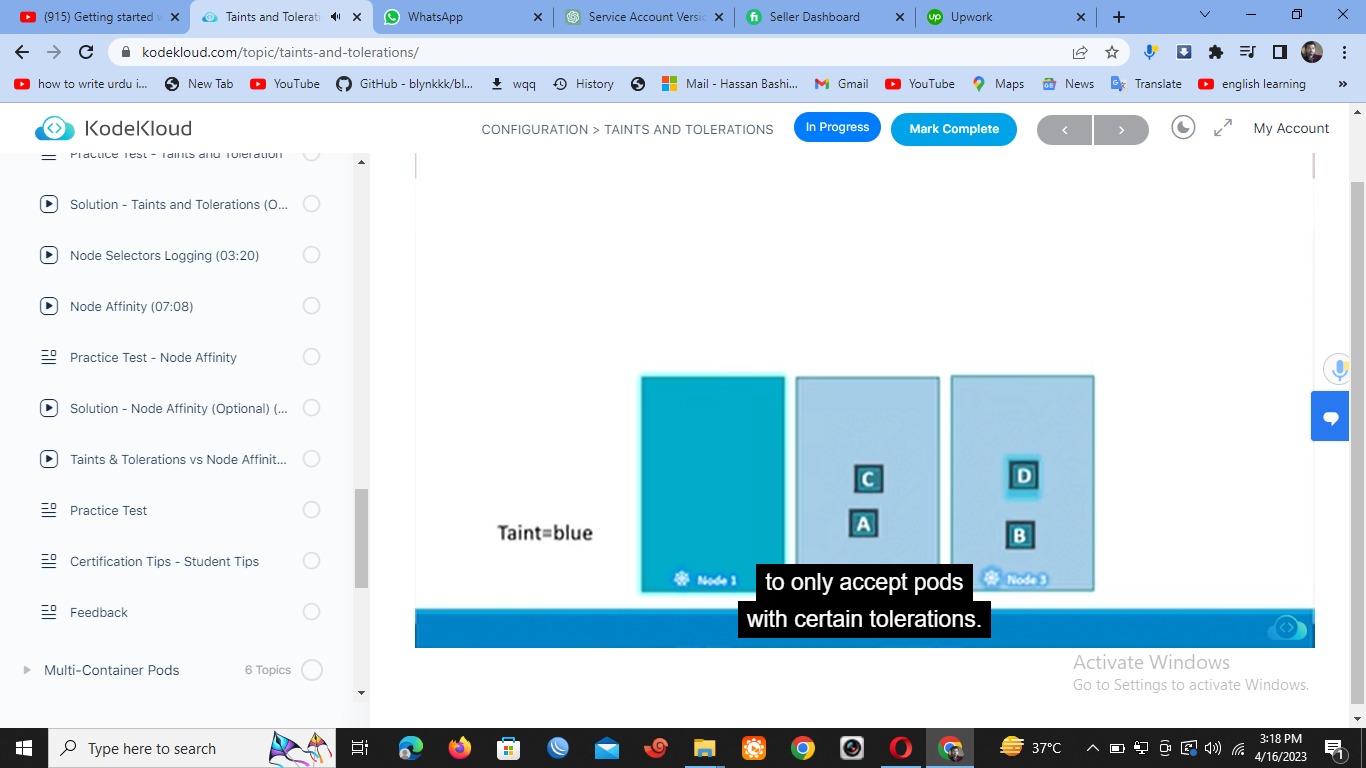 (915) Getting started w
Taints and Tolerati
WhatsApp
Service Account Versio
Seller Dashboard
Upwork
kodekloud.com/topic/taints-and-tolerations/
how to write urdu i...
New Tab
YouTube
GitHub - blynkkk/bl...
wqq
History
Mail - Hassan Bashi...
Gmail
YouTube
Maps
News
Translate
english learning
KodeKloud
CONFIGURATION > TAINTS AND TOLERATIONS
In Progress
Mark Complete
My Account
Practice Test - Taints and Toleration
Solution - Taints and Tolerations (O...
Node Selectors Logging (03:20)
Node Affinity (07:08)
Practice Test - Node Affinity
Solution - Node Affinity (Optional) (...
Taints & Tolerations vs Node Affinit...
Practice Test
Certification Tips - Student Tips
Feedback
Multi-Container Pods
6 Topics
C
D
A
B
Taint=blue
Node 1
Node 3
to only accept pods
with certain tolerations.
Activate Windows
Go to Settings to activate Windows.
Type here to search
37°C
3:18 PM
4/16/2023
1